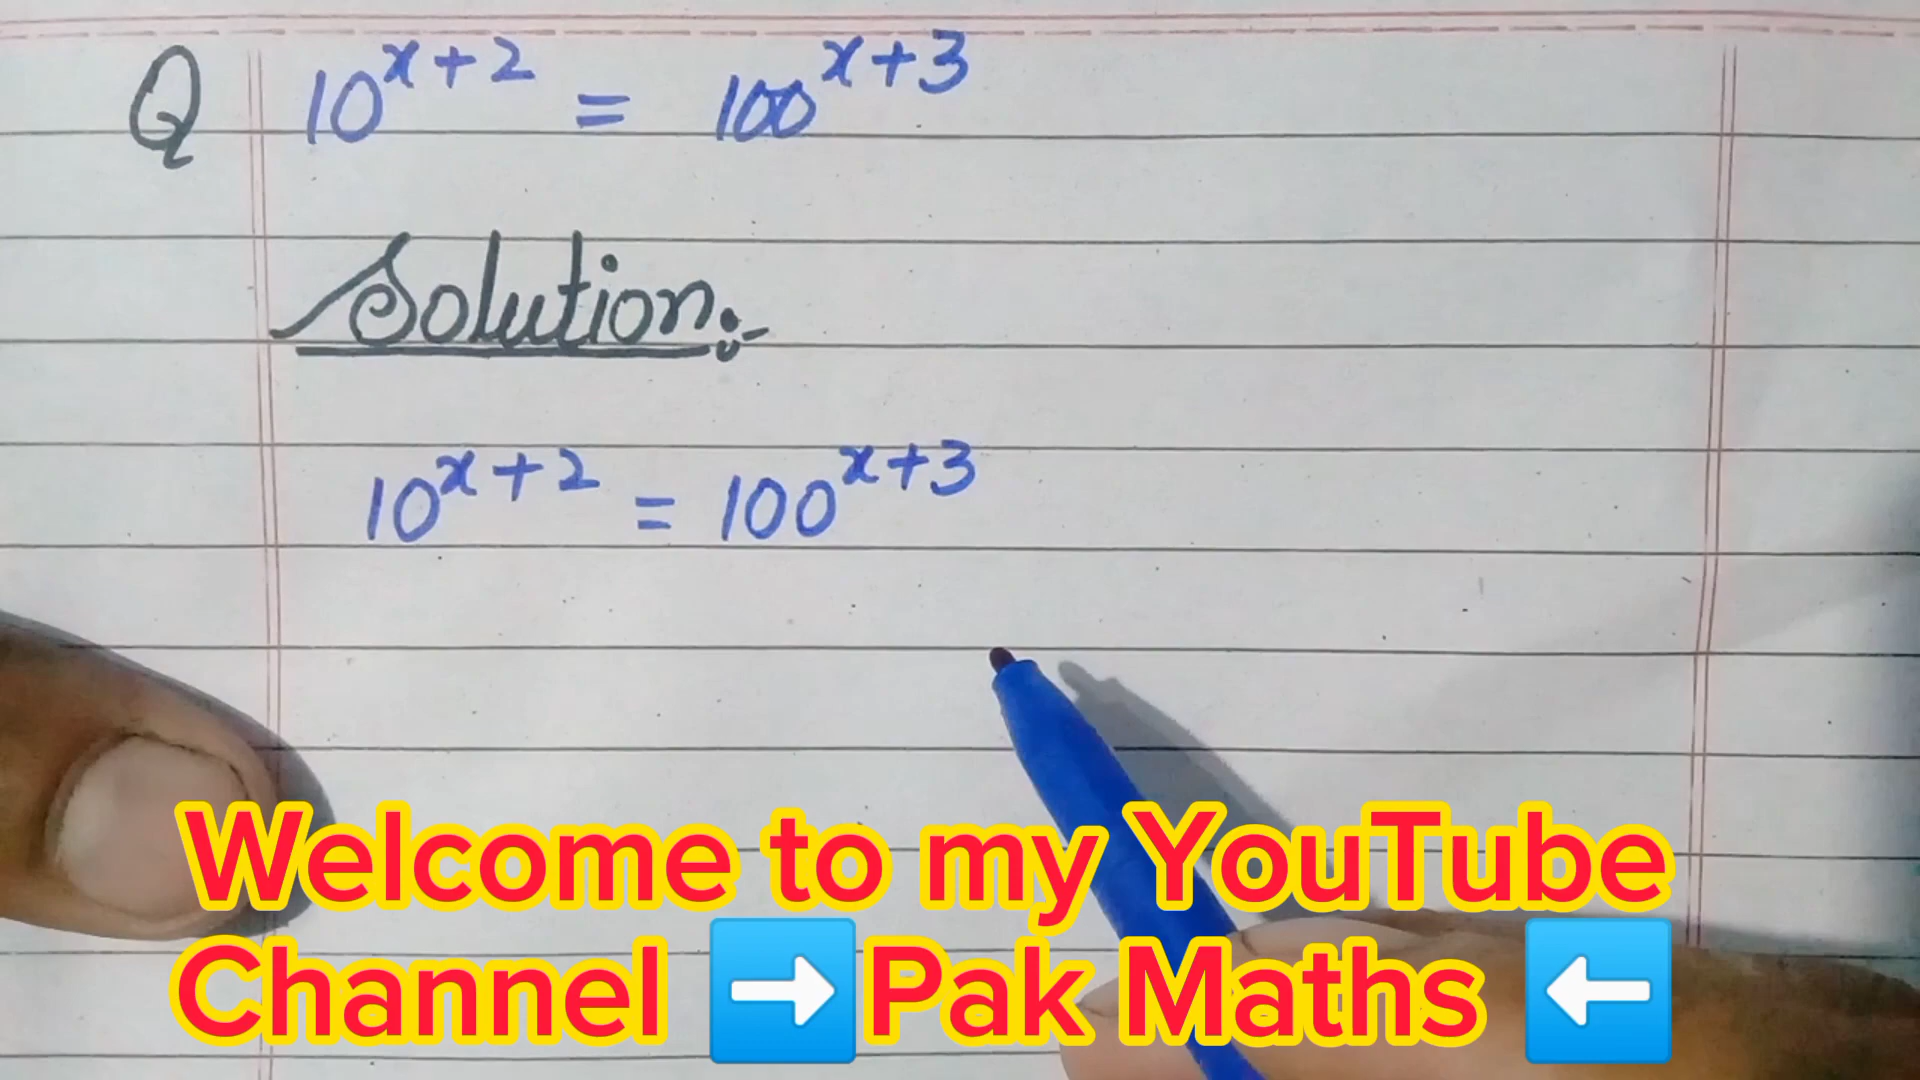 Q 10^{x+2} = 100^{x+3}
Solution:-
10^{x+2} = 100^{x+3}
Welcome to my YouTube
Channel ➡️Pak Maths ⬅️